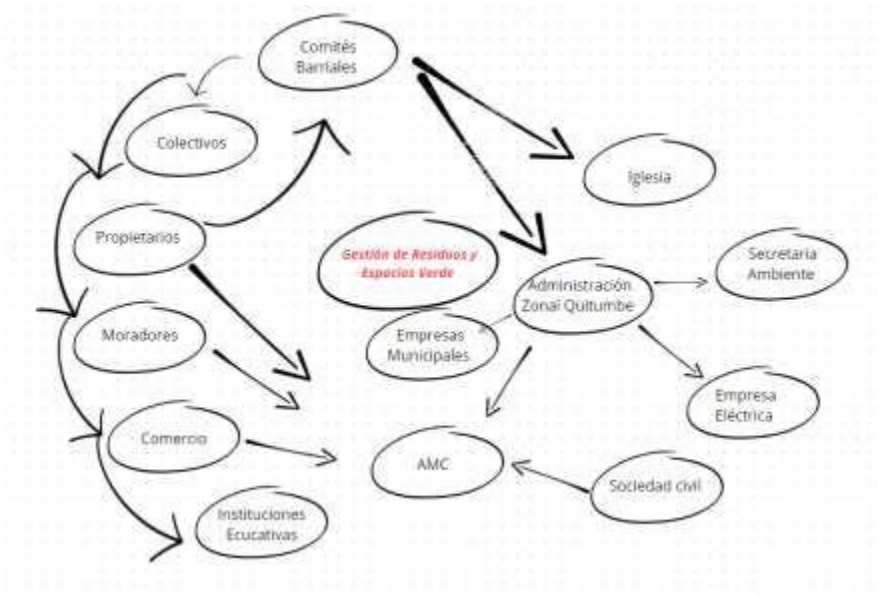 Comités
Barriales
Colectivos
Iglesia
Propietarios
Gestión de Residuos y
Espacios Verde
Secretaria
Ambiente
Administración
Zonal Quitumbe
Moradores
Empresas
Municipales
Empresa
Eléctrica
Comercio
AMC
Sociedad civil
Instituciones
Ecucativas